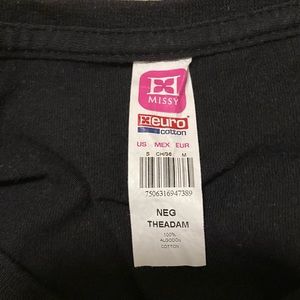 MISSY
euro
cotton
US MEX EUR
S CH/36 M
7506316947389
NEG
THEADAM
100%
ALGODON
COTTON